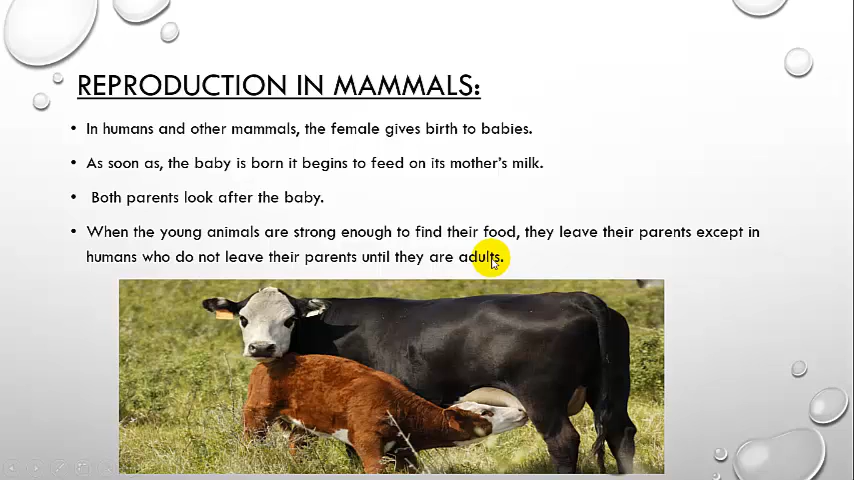 REPRODUCTION IN MAMMALS:
• In humans and other mammals, the female gives birth to babies.
• As soon as, the baby is born it begins to feed on its mother's milk.
• Both parents look after the baby.
• When the young animals are strong enough to find their food, they leave their parents except in
humans who do not leave their parents until they are adults.